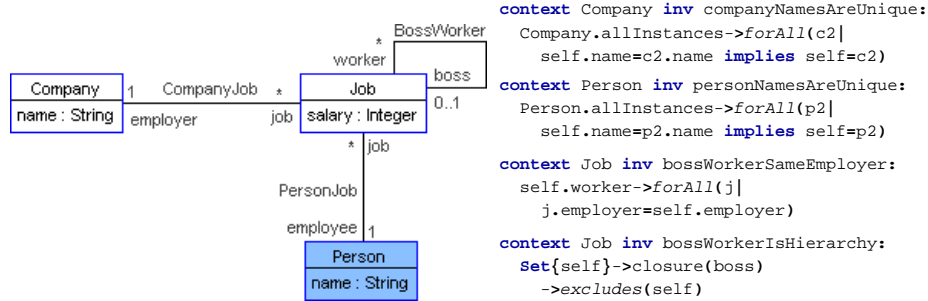 BossWorker
*
worker
boss
0..1
Company
name : String
1 CompanyJob *
employer job
Job
salary : Integer
* job
PersonJob
employee 1
Person
name : String
context Company inv companyNamesAreUnique:
Company.allInstances->forAll(c2|
self.name=c2.name implies self=c2)
context Person inv personNamesAreUnique:
Person.allInstances->forAll(p2|
self.name=p2.name implies self=p2)
context Job inv bossWorkerSameEmployer:
self.worker->forAll(j|
j.employer=self.employer)
context Job inv bossWorkerIsHierarchy:
Set{self}->closure(boss)
->excludes(self)